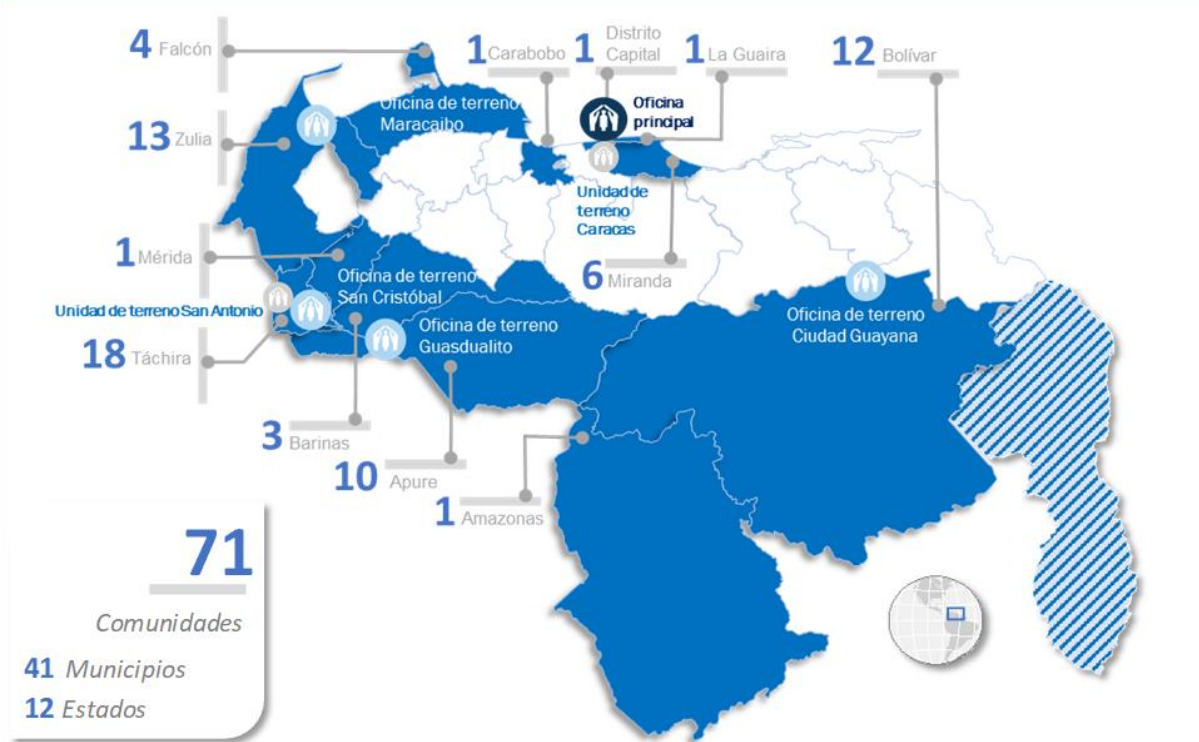 4 Falcón
1 Carabobo
1 Distrito
Capital
1 La Guaira
12 Bolívar
Oficina de terreno
Maracaibo
Oficina
principal
13 Zulia
Unidad de
terreno
Caracas
1 Mérida
6 Miranda
Oficina de terreno
San Cristóbal
Unidad de terreno San Antonio
Oficina de terreno
Guasdualito
Oficina de terreno
Ciudad Guayana
18 Táchira
3 Barinas
10 Apure
1 Amazonas
71
Comunidades
41 Municipios
12 Estados